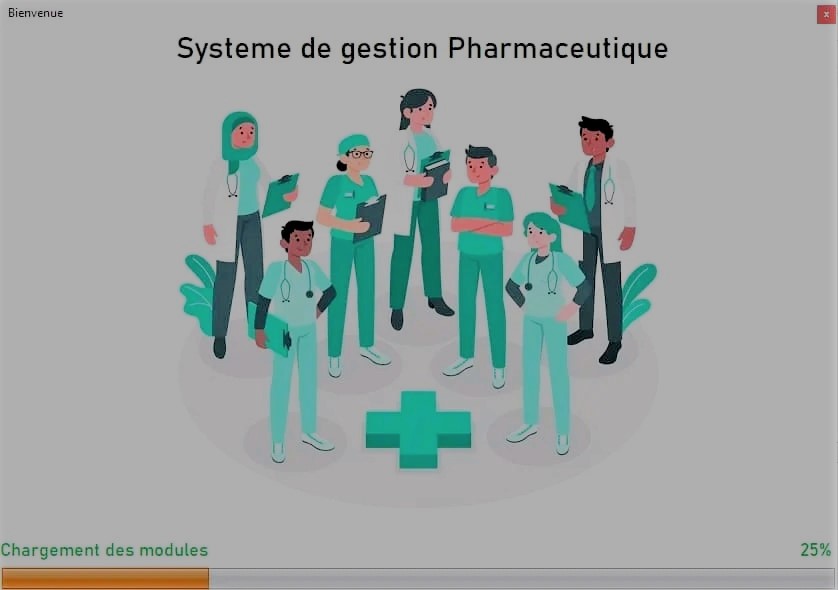 Bienvenue
x
Systeme de gestion Pharmaceutique
Chargement des modules
25%